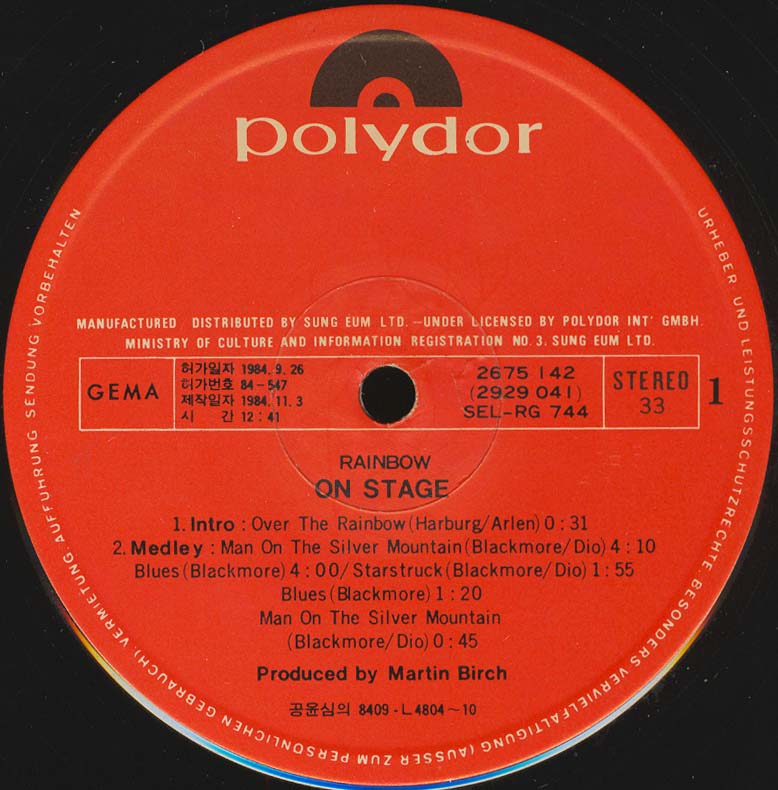 polydor
MANUFACTURED DISTRIBUTED BY SUNG EUM LTD. —UNDER LICENSED BY POLYDOR INT' GMBH.
MINISTRY OF CULTURE AND INFORMATION REGISTRATION NO. 3. SUNG EUM LTD.
GEMA
허가일자 1984. 9. 26
허가번호 84-547
제작일자 1984. 11. 3
시 간 12 : 41
2675 142
(2929 041)
SEL-RG 744
STEREO
33
1
RAINBOW
ON STAGE
1. Intro : Over The Rainbow (Harburg/Arlen) 0 : 31
2. Medley : Man On The Silver Mountain (Blackmore/Dio) 4 : 10
Blues (Blackmore) 4 : 00/ Starstruck (Blackmore/Dio) 1 : 55
Blues (Blackmore) 1 : 20
Man On The Silver Mountain
(Blackmore/Dio) 0 : 45
Produced by Martin Birch
공윤심의 8409 - L 4804~10
URHEBER UND LEISTUNGSSCHUTZRECHTE, BESONDERS VERVIELFALTIGUNG (AUSSER ZUM PERSONLICHEN GEBRAUCH), VERMIETUNG. AUFFUHRUNG SENDUNG VORBEHALTEN